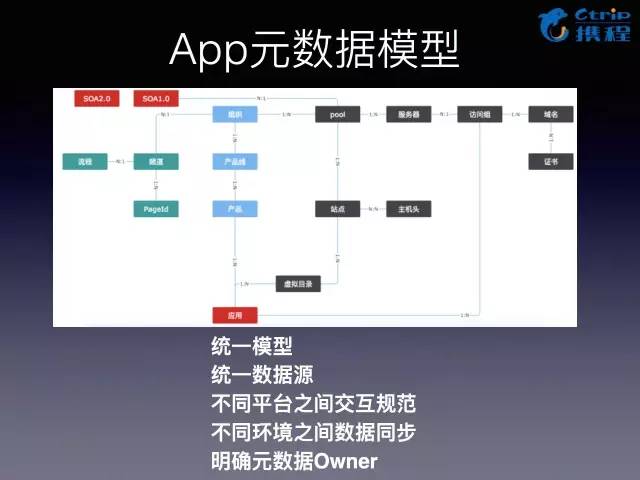 Ctrip
携程
App元数据模型
SOA2.0
SOA1.0
N:1
N:1
组织
1:N
pool
1:N
服务器
N:1
访问组
1:N
域名
1:N
1:N
1:N
流程
N:1
频道
产品线
证书
1:N
1:N
PageId
产品
站点
N:N
主机头
1:N
1:N
1:N
虚拟目录
应用
1:N
统一模型
统一数据源
不同平台之间交互规范
不同环境之间数据同步
明确元数据Owner